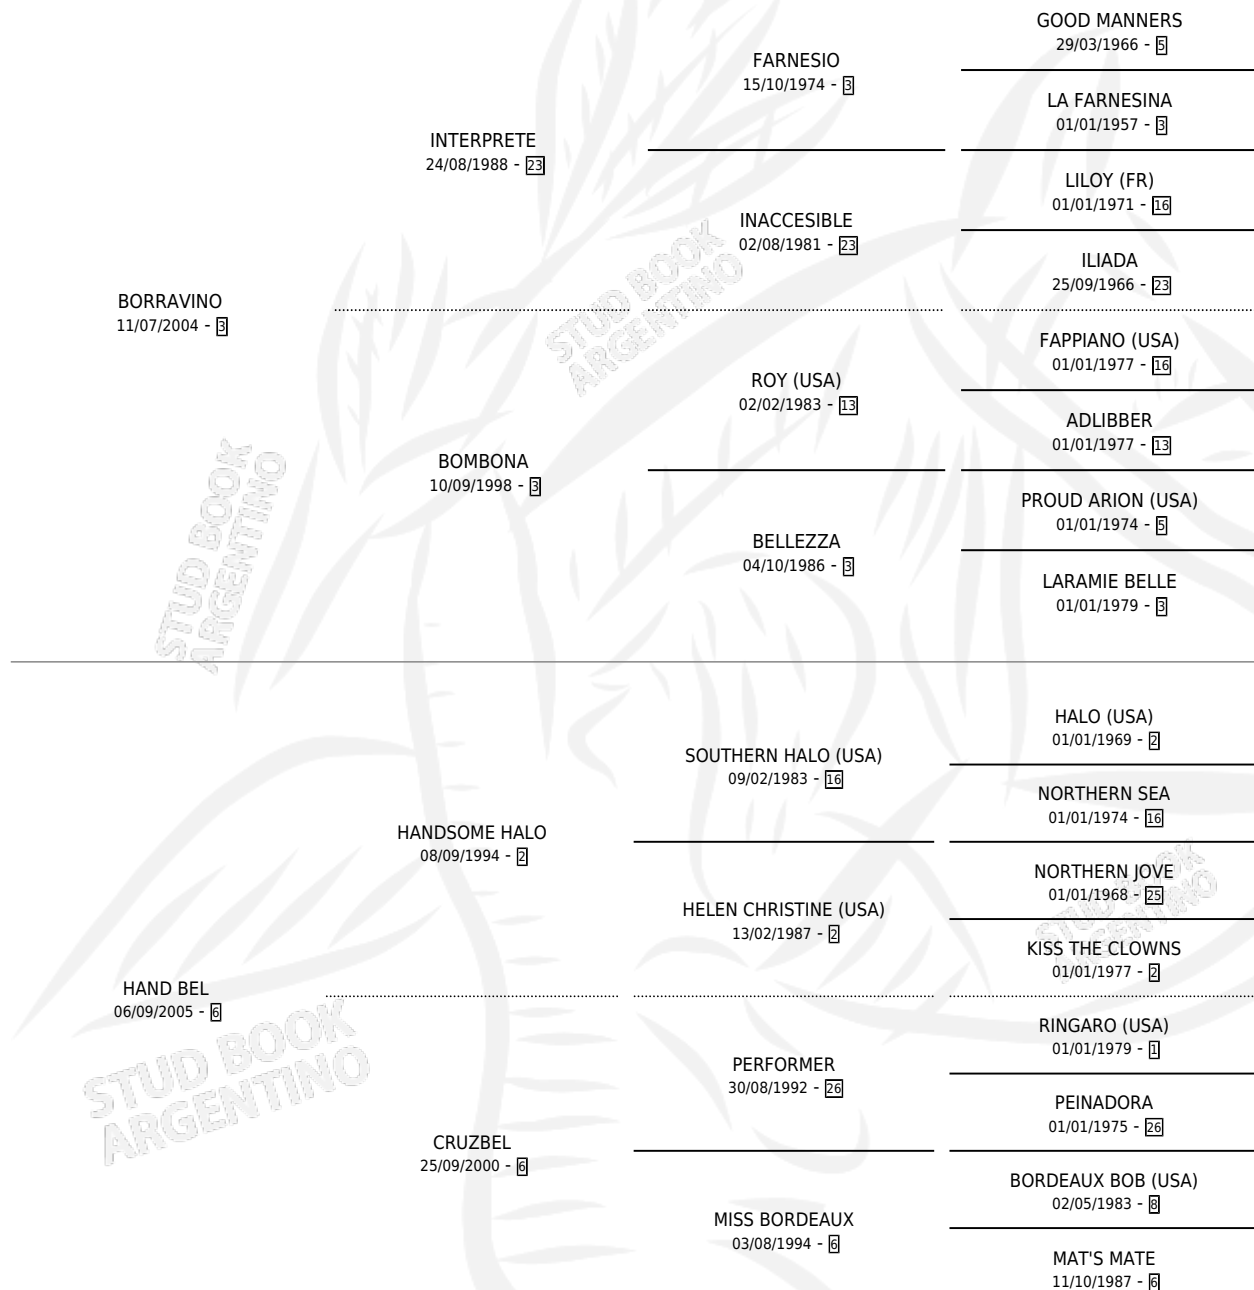 GOOD MANNERS
29/03/1966 - 5
FARNESIO
15/10/1974 - 3
LA FARNESINA
01/01/1957 - 3
INTERPRETE
24/08/1988 - 23
LILOY (FR)
01/01/1971 - 16
INACCESIBLE
02/08/1981 - 23
ILIADA
25/09/1966 - 23
BORRAVINO
11/07/2004 - 3
STUD BOOK
ARGENTINO
FAPPIANO (USA)
01/01/1977 - 16
ROY (USA)
02/02/1983 - 13
ADLIBBER
01/01/1977 - 13
BOMBONA
10/09/1998 - 3
PROUD ARION (USA)
01/01/1974 - 5
BELLEZZA
04/10/1986 - 3
LARAMIE BELLE
01/01/1979 - 3
STUD BOOK
ARGENTINO
HALO (USA)
01/01/1969 - 2
SOUTHERN HALO (USA)
09/02/1983 - 16
NORTHERN SEA
01/01/1974 - 16
HANDSOME HALO
08/09/1994 - 2
NORTHERN JOVE
01/01/1968 - 25
STUD BOOK
ARGENTINO
HELEN CHRISTINE (USA)
13/02/1987 - 2
KISS THE CLOWNS
01/01/1977 - 2
HAND BEL
06/09/2005 - 6
STUD BOOK
ARGENTINO
RINGARO (USA)
01/01/1979 - 1
PERFORMER
30/08/1992 - 26
PEINADORA
01/01/1975 - 26
CRUZBEL
25/09/2000 - 6
BORDEAUX BOB (USA)
02/05/1983 - 8
MISS BORDEAUX
03/08/1994 - 6
MAT'S MATE
11/10/1987 - 6